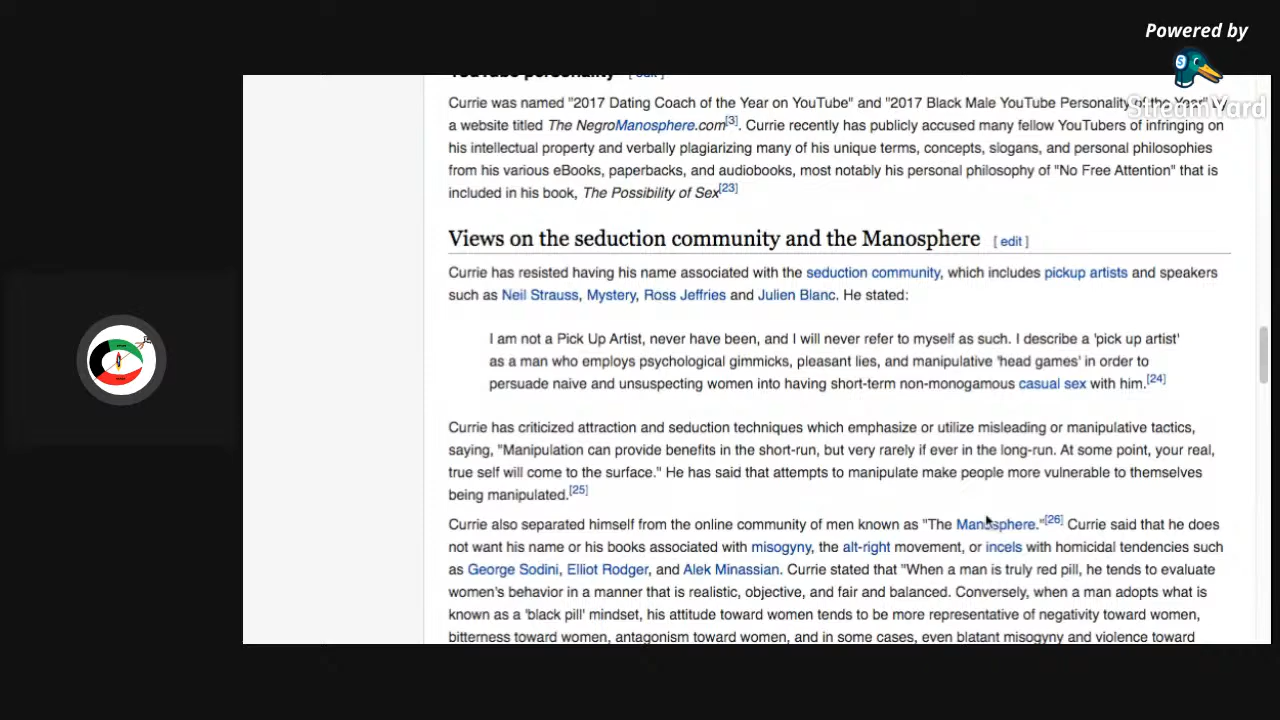 Powered by
StreamYard
YouTube personality [ edit ]
Currie was named "2017 Dating Coach of the Year on YouTube" and "2017 Black Male YouTube Personality of the Year" by
a website titled The NegroManosphere.com[3]. Currie recently has publicly accused many fellow YouTubers of infringing on
his intellectual property and verbally plagiarizing many of his unique terms, concepts, slogans, and personal philosophies
from his various eBooks, paperbacks, and audiobooks, most notably his personal philosophy of "No Free Attention" that is
included in his book, The Possibility of Sex[23]
Views on the seduction community and the Manosphere [ edit ]
Currie has resisted having his name associated with the seduction community, which includes pickup artists and speakers
such as Neil Strauss, Mystery, Ross Jeffries and Julien Blanc. He stated:
I am not a Pick Up Artist, never have been, and I will never refer to myself as such. I describe a 'pick up artist'
as a man who employs psychological gimmicks, pleasant lies, and manipulative 'head games' in order to
persuade naive and unsuspecting women into having short-term non-monogamous casual sex with him.[24]
Currie has criticized attraction and seduction techniques which emphasize or utilize misleading or manipulative tactics,
saying, "Manipulation can provide benefits in the short-run, but very rarely if ever in the long-run. At some point, your real,
true self will come to the surface." He has said that attempts to manipulate make people more vulnerable to themselves
being manipulated.[25]
Currie also separated himself from the online community of men known as "The Manosphere."[26] Currie said that he does
not want his name or his books associated with misogyny, the alt-right movement, or incels with homicidal tendencies such
as George Sodini, Elliot Rodger, and Alek Minassian. Currie stated that "When a man is truly red pill, he tends to evaluate
women's behavior in a manner that is realistic, objective, and fair and balanced. Conversely, when a man adopts what is
known as a 'black pill' mindset, his attitude toward women tends to be more representative of negativity toward women,
bitterness toward women, antagonism toward women, and in some cases, even blatant misogyny and violence toward